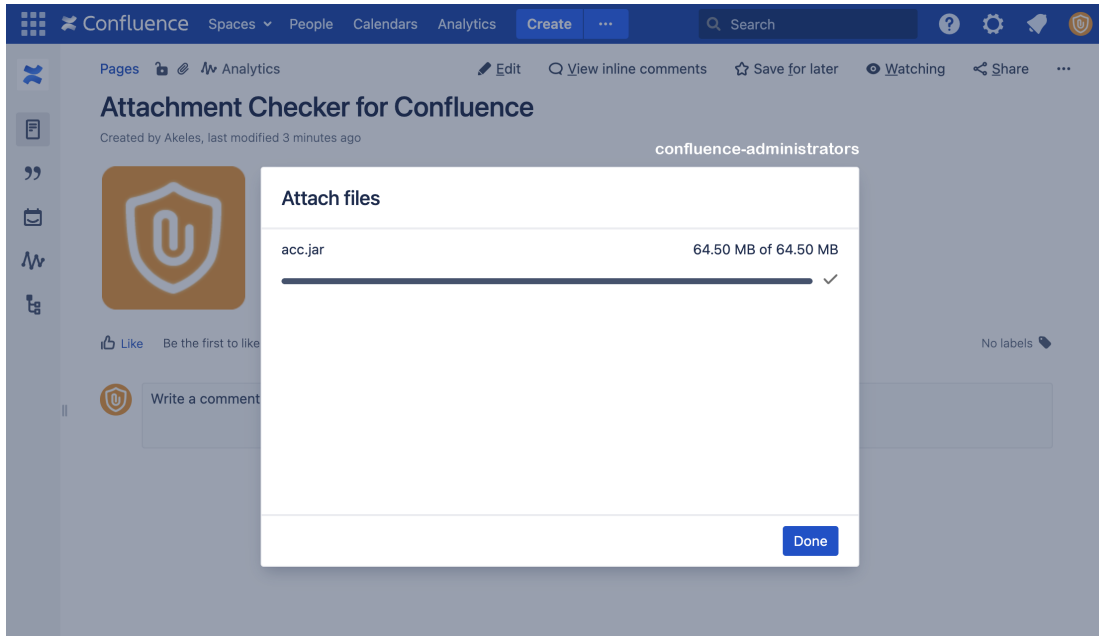 Confluence Spaces People Calendars Analytics Create ... Search
Pages Analytics Edit View inline comments Save for later Watching Share ...
Attachment Checker for Confluence
Created by Akeles, last modified 3 minutes ago
confluence-administrators
Attach files
acc.jar 64.50 MB of 64.50 MB
Like Be the first to like No labels
Write a comment
Done